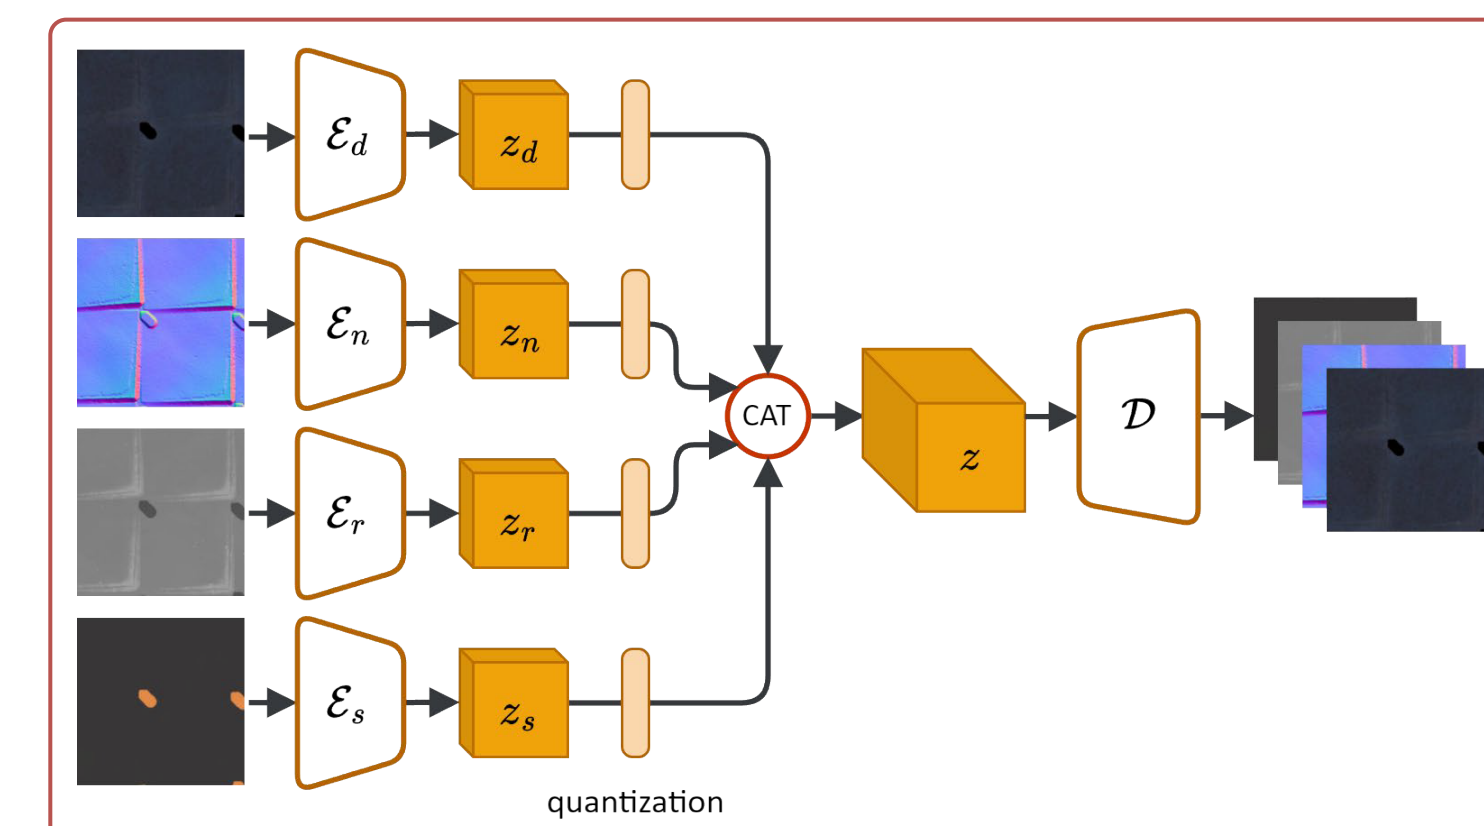 ℰ_d
z_d
ℰ_n
z_n
CAT
z
𝒟
ℰ_r
z_r
ℰ_s
z_s
quantization